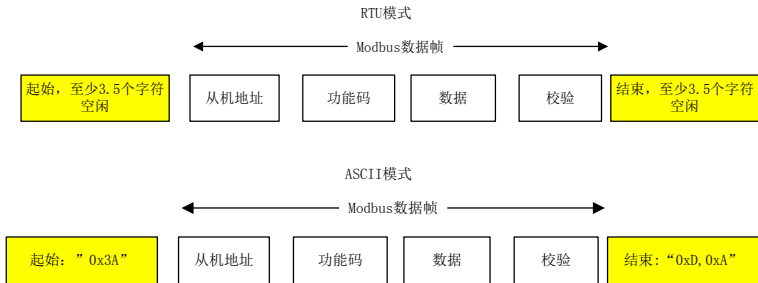 RTU模式
Modbus数据帧
起始，至少3.5个字符
空闲
从机地址
功能码
数据
校验
结束，至少3.5个字符
空闲
ASCII模式
Modbus数据帧
起始：”0x3A”
从机地址
功能码
数据
校验
结束：“0xD,0xA”